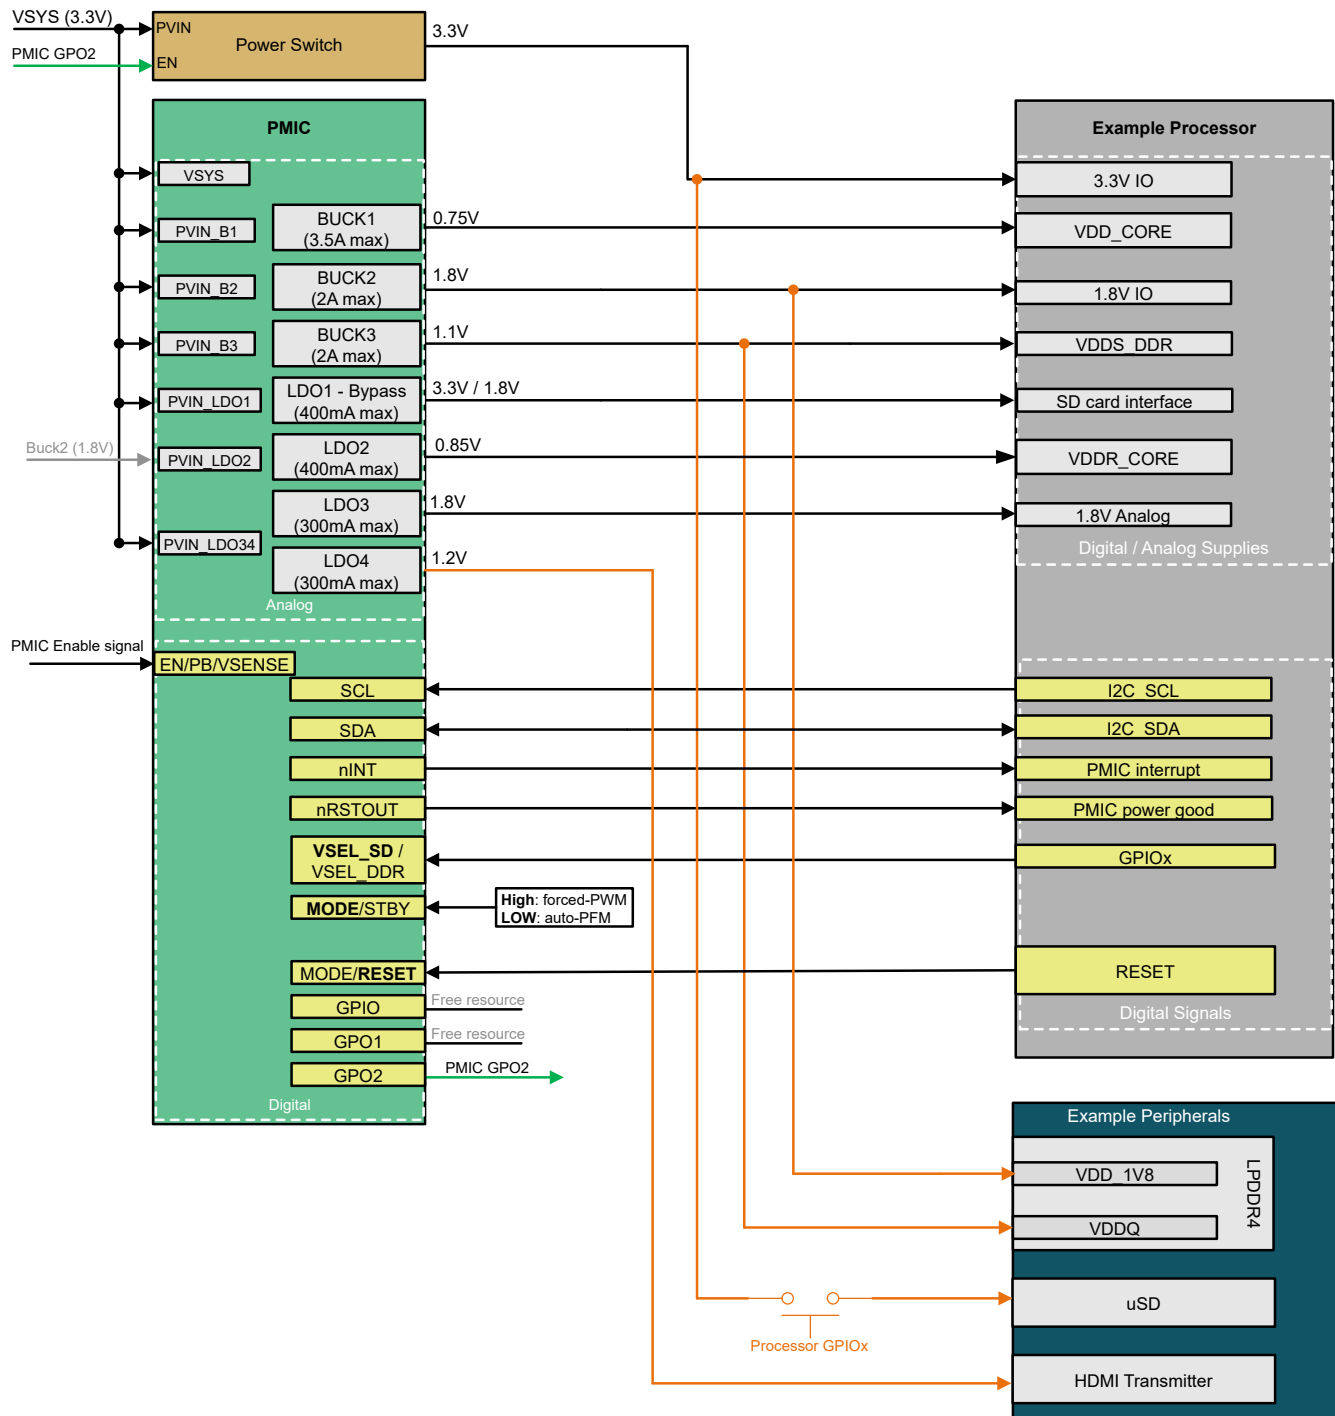 VSYS (3.3V)
PVIN
Power Switch
3.3V
PMIC GPO2
EN
PMIC
Example Processor
VSYS
3.3V IO
PVIN_B1
BUCK1
(3.5A max)
0.75V
VDD_CORE
PVIN_B2
BUCK2
(2A max)
1.8V
1.8V IO
PVIN_B3
BUCK3
(2A max)
1.1V
VDDS_DDR
PVIN_LDO1
LDO1 - Bypass
(400mA max)
3.3V / 1.8V
SD card interface
Buck2 (1.8V)
PVIN_LDO2
LDO2
(400mA max)
0.85V
VDDR_CORE
LDO3
(300mA max)
1.8V
1.8V Analog
PVIN_LDO34
LDO4
(300mA max)
1.2V
Digital / Analog Supplies
Analog
PMIC Enable signal
EN/PB/VSENSE
SCL
I2C_SCL
SDA
I2C_SDA
nINT
PMIC interrupt
nRSTOUT
PMIC power good
VSEL_SD /
VSEL_DDR
GPIOx
MODE/STBY
High: forced-PWM
LOW: auto-PFM
MODE/RESET
RESET
GPIO
Free resource
Digital Signals
GPO1
Free resource
GPO2
PMIC GPO2
Digital
Example Peripherals
VDD_1V8
LPDDR4
VDDQ
uSD
Processor GPIOx
HDMI Transmitter